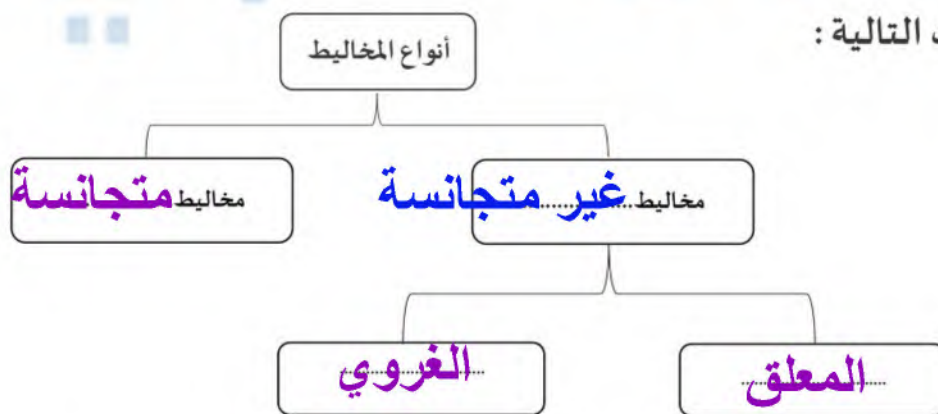 التالية :
أنواع المخاليط
مخاليط غير متجانسة
مخاليط متجانسة
المعلق
الغروي